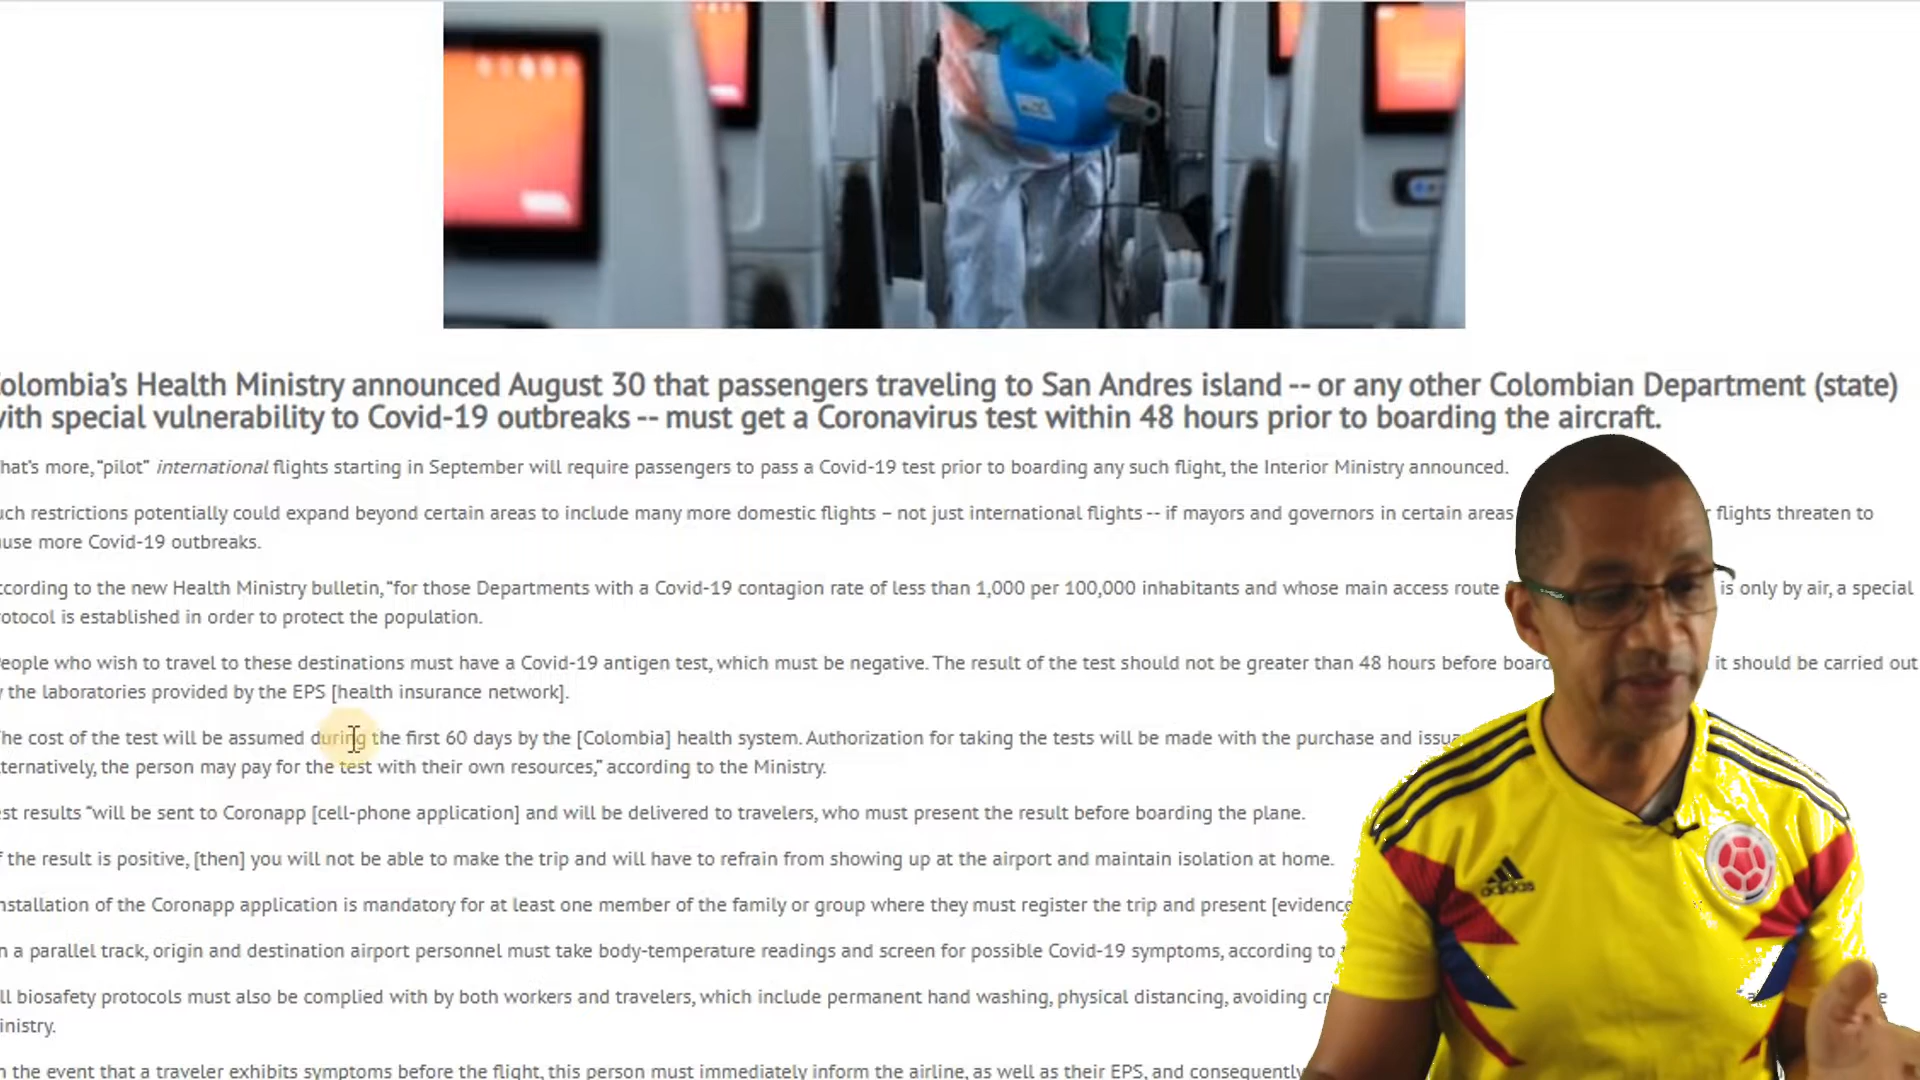 olombia's Health Ministry announced August 30 that passengers traveling to San Andres island -- or any other Colombian Department (state)
ith special vulnerability to Covid-19 outbreaks -- must get a Coronavirus test within 48 hours prior to boarding the aircraft.
hat's more, "pilot" international flights starting in September will require passengers to pass a Covid-19 test prior to boarding any such flight, the Interior Ministry announced.
uch restrictions potentially could expand beyond certain areas to include many more domestic flights – not just international flights -- if mayors and governors in certain areas r flights threaten to
use more Covid-19 outbreaks.
ccording to the new Health Ministry bulletin, "for those Departments with a Covid-19 contagion rate of less than 1,000 per 100,000 inhabitants and whose main access route is only by air, a special
otocol is established in order to protect the population.
eople who wish to travel to these destinations must have a Covid-19 antigen test, which must be negative. The result of the test should not be greater than 48 hours before board it should be carried out
y the laboratories provided by the EPS [health insurance network].
he cost of the test will be assumed during the first 60 days by the [Colombia] health system. Authorization for taking the tests will be made with the purchase and issua
ternatively, the person may pay for the test with their own resources," according to the Ministry.
st results "will be sent to Coronapp [cell-phone application] and will be delivered to travelers, who must present the result before boarding the plane.
f the result is positive, [then] you will not be able to make the trip and will have to refrain from showing up at the airport and maintain isolation at home.
nstallation of the Coronapp application is mandatory for at least one member of the family or group where they must register the trip and present [evidence
n a parallel track, origin and destination airport personnel must take body-temperature readings and screen for possible Covid-19 symptoms, according to
ll biosafety protocols must also be complied with by both workers and travelers, which include permanent hand washing, physical distancing, avoiding cr e
inistry.
n the event that a traveler exhibits symptoms before the flight, this person must immediately inform the airline, as well as their EPS, and consequently
adidas